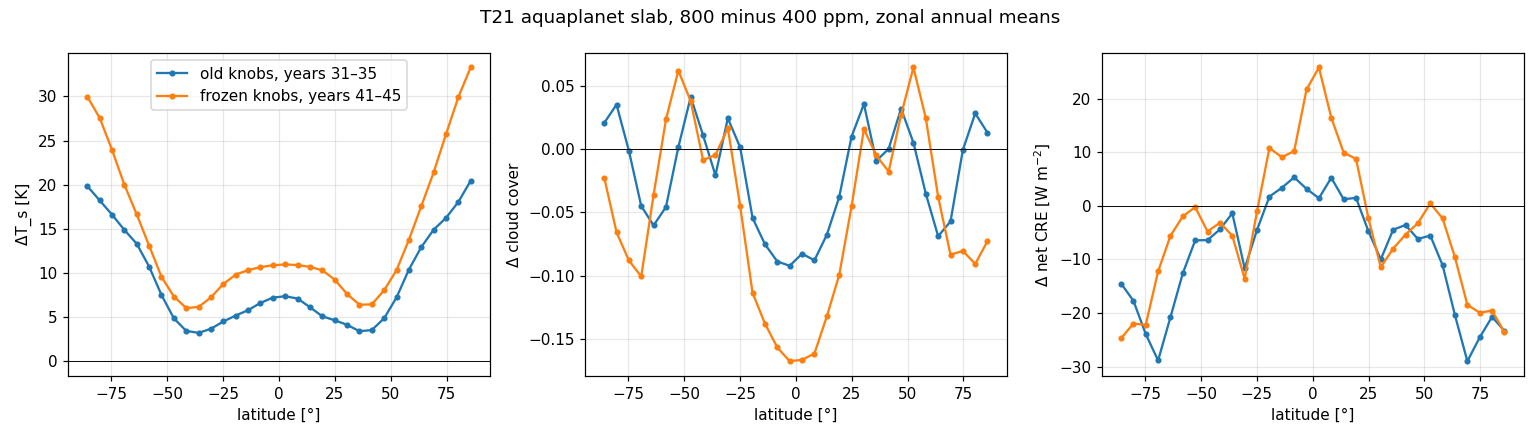 T21 aquaplanet slab, 800 minus 400 ppm, zonal annual means
ΔT_s [K]
30
25
20
15
10
5
0
old knobs, years 31–35
frozen knobs, years 41–45
−75 −50 −25 0 25 50 75
latitude [°]
Δ cloud cover
0.05
0.00
−0.05
−0.10
−0.15
−75 −50 −25 0 25 50 75
latitude [°]
Δ net CRE [W m⁻²]
20
10
0
−10
−20
−30
−75 −50 −25 0 25 50 75
latitude [°]